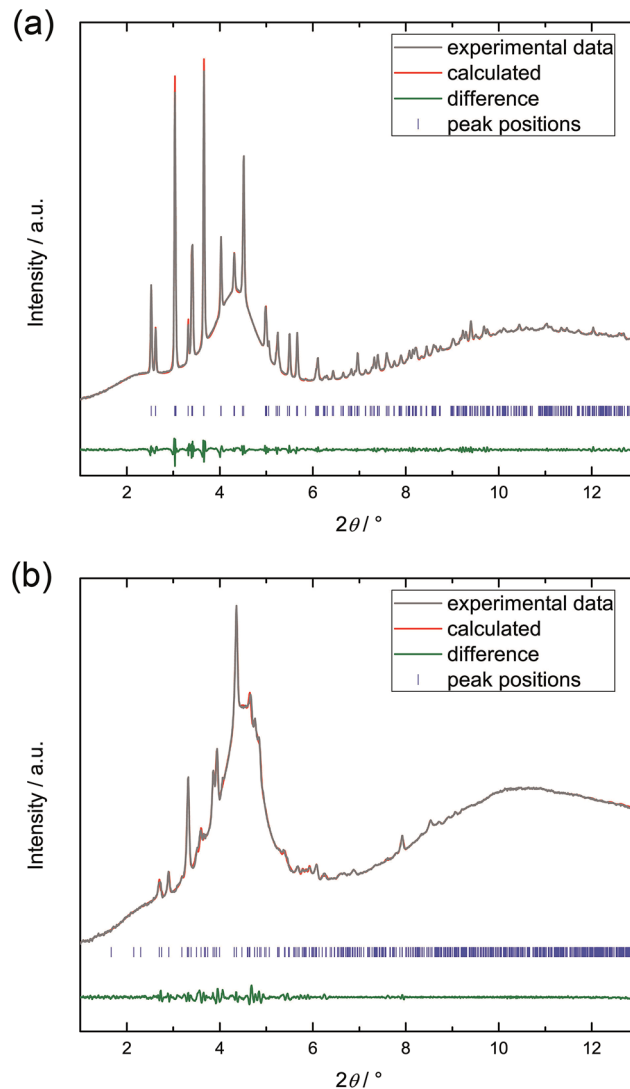 (a)
experimental data
calculated
difference
peak positions
Intensity / a.u.
2 4 6 8 10 12
2θ / °
(b)
experimental data
calculated
difference
peak positions
Intensity / a.u.
2 4 6 8 10 12
2θ / °